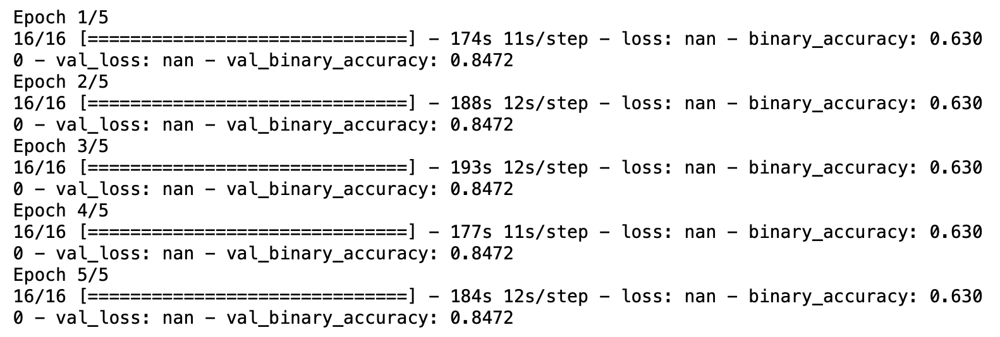 Epoch 1/5
16/16 [==============================] - 174s 11s/step - loss: nan - binary_accuracy: 0.630
0 - val_loss: nan - val_binary_accuracy: 0.8472
Epoch 2/5
16/16 [==============================] - 188s 12s/step - loss: nan - binary_accuracy: 0.630
0 - val_loss: nan - val_binary_accuracy: 0.8472
Epoch 3/5
16/16 [==============================] - 193s 12s/step - loss: nan - binary_accuracy: 0.630
0 - val_loss: nan - val_binary_accuracy: 0.8472
Epoch 4/5
16/16 [==============================] - 177s 11s/step - loss: nan - binary_accuracy: 0.630
0 - val_loss: nan - val_binary_accuracy: 0.8472
Epoch 5/5
16/16 [==============================] - 184s 12s/step - loss: nan - binary_accuracy: 0.630
0 - val_loss: nan - val_binary_accuracy: 0.8472